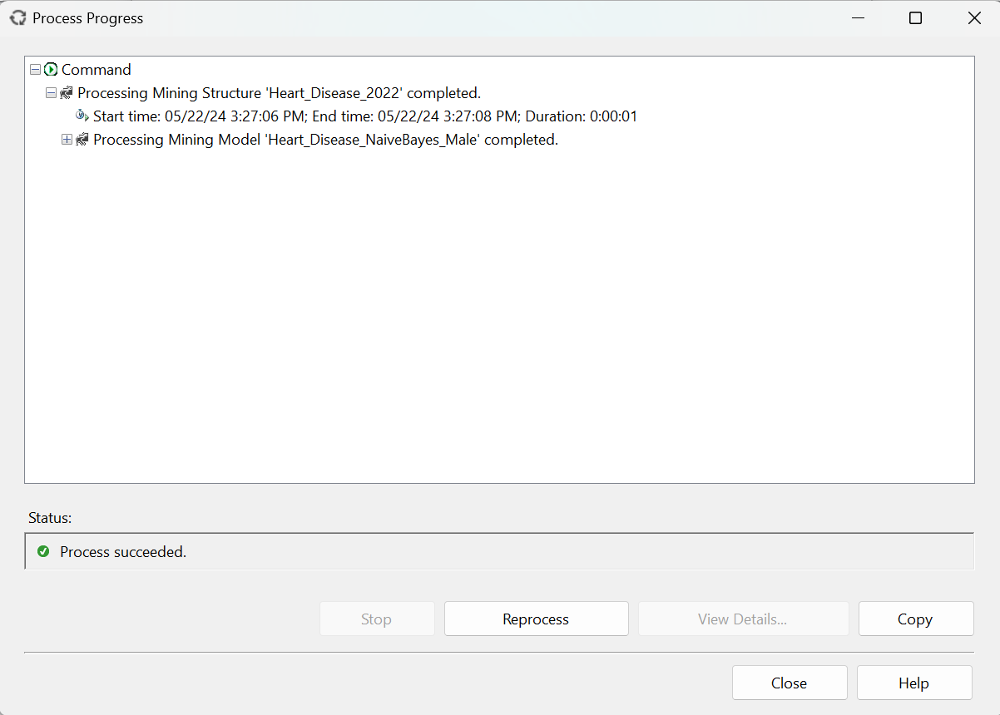 Process Progress
Command
Processing Mining Structure 'Heart_Disease_2022' completed.
Start time: 05/22/24 3:27:06 PM; End time: 05/22/24 3:27:08 PM; Duration: 0:00:01
Processing Mining Model 'Heart_Disease_NaiveBayes_Male' completed.
Status:
Process succeeded.
Stop Reprocess View Details... Copy
Close Help